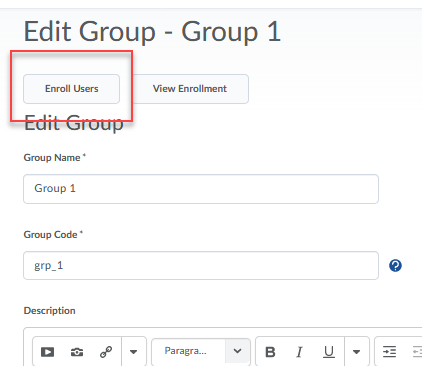 Edit Group - Group 1
Enroll Users View Enrollment
Edit Group
Group Name *
Group 1
Group Code *
grp_1
Description
Paragra... B I U